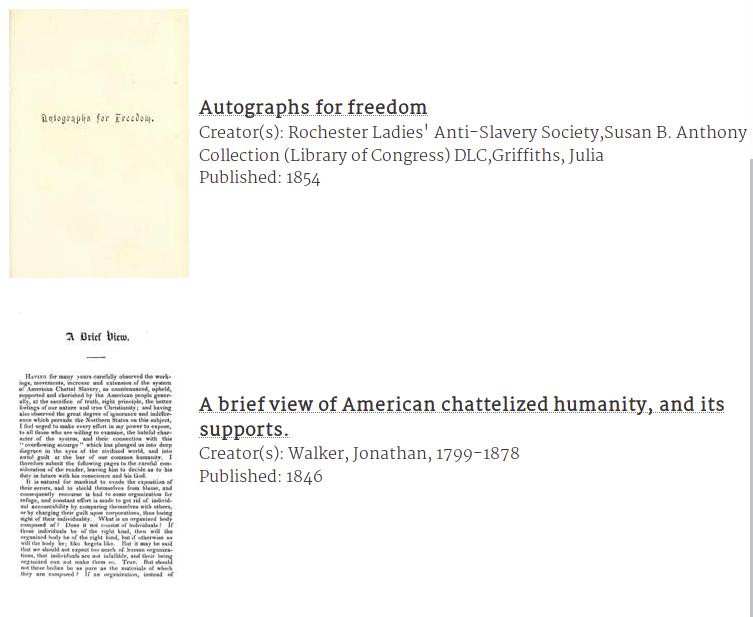 Autographs for Freedom.
Autographs for freedom
Creator(s): Rochester Ladies' Anti-Slavery Society,Susan B. Anthony
Collection (Library of Congress) DLC,Griffiths, Julia
Published: 1854
A Brief View.
HAVING for many years carefully observed the work-
ings, movements, increase and extension of the system
of American Chattel Slavery, as countenanced, upheld,
supported and cherished by the American people gener-
ally, at the sacrifice of truth, right principle, the better
feelings of our nature and true Christianity; and having
also observed the great degree of ignorance and indiffer-
ence which pervade the Northern States on this subject,
I feel urged to make every effort in my power to expose,
to all those who are willing to examine, the hateful char-
acter of the system, and their connection with this
"overflowing scourge" which has plunged us into deep
disgrace in the eyes of the civilized world, and into
awful guilt at the bar of our common humanity. I
therefore submit the following pages to the careful con-
sideration of the reader, leaving him to decide as to his
duty in future with his conscience and his God.
It is natural for mankind to evade the exposition of
their errors, and to shield themselves from blame, and
consequently recourse is had to some organization for
refuge, and constant effort is made to get rid of individ-
ual accountability by comparing themselves with others,
or by charging their guilt upon corporations, thus losing
sight of their individuality. What is an organized body
composed of? Does it not consist of individuals? If
those individuals be of the right kind, then will the
organized body be of the right kind, but if otherwise so
will the body be; like begets like. But it may be said
that we should not expect too much of human organiza-
tions, that individuals are not infallible, and their being
organized can not make them so. True. But should
not these bodies be as pure as the materials of which
they are composed? If an organization, instead of
A brief view of American chattelized humanity, and its
supports.
Creator(s): Walker, Jonathan, 1799-1878
Published: 1846